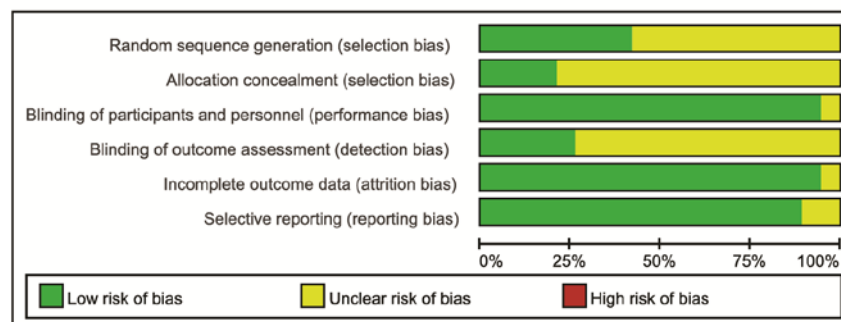 Random sequence generation (selection bias)
Allocation concealment (selection bias)
Blinding of participants and personnel (performance bias)
Blinding of outcome assessment (detection bias)
Incomplete outcome data (attrition bias)
Selective reporting (reporting bias)
0% 25% 50% 75% 100%
Low risk of bias Unclear risk of bias High risk of bias